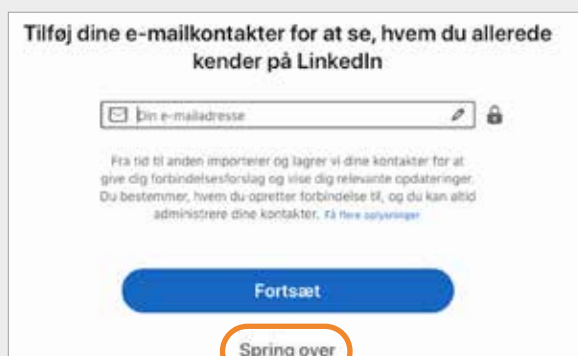 Tilføj dine e-mailkontakter for at se, hvem du allerede
kender på LinkedIn
Din e-mailadresse
Fra tid til anden importerer og lagrer vi dine kontakter for at
give dig forbindelsesforslag og vise dig relevante opdateringer.
Du bestemmer, hvem du opretter forbindelse til, og du kan altid
administrere dine kontakter. Få flere oplysninger
Fortsæt
Spring over